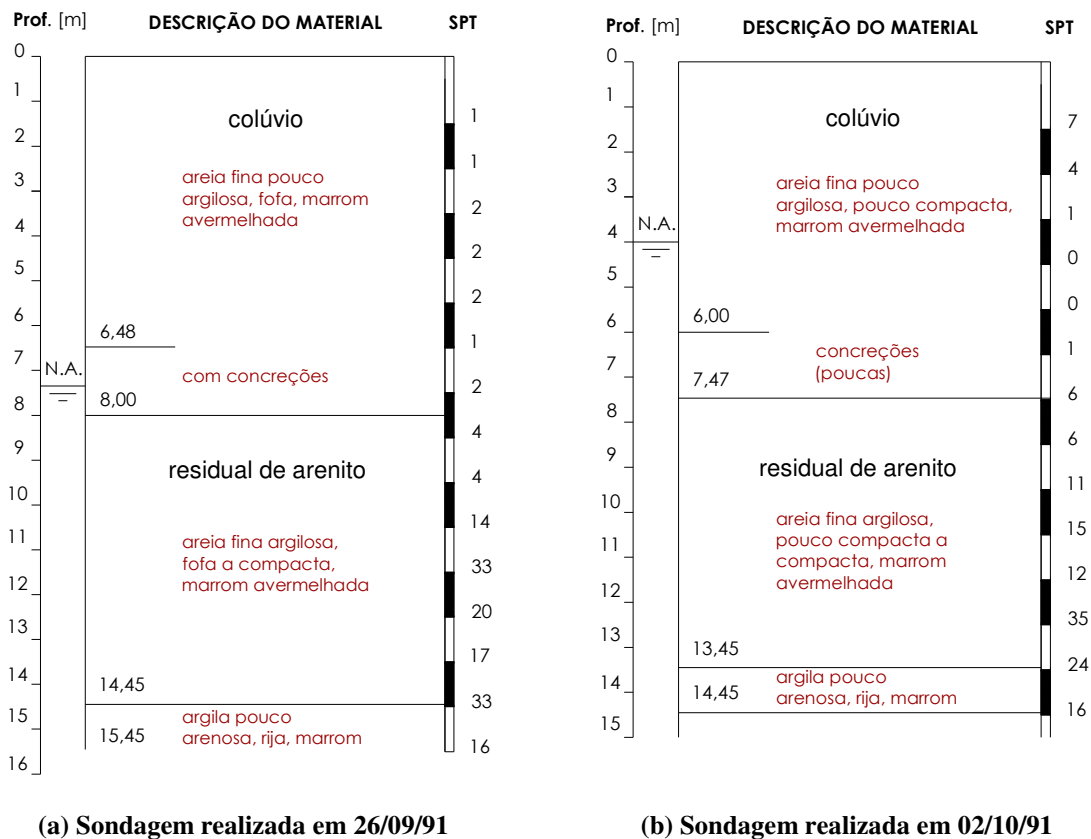 Prof. [m] DESCRIÇÃO DO MATERIAL SPT
0
1
2
3
4
5
6
7
8
9
10
11
12
13
14
15
16
colúvio
areia fina pouco
argilosa, fofa, marrom
avermelhada
6,48
N.A.
com concreções
8,00
residual de arenito
areia fina argilosa,
fofa a compacta,
marrom avermelhada
14,45
argila pouco
arenosa, rija, marrom
15,45
1
1
2
2
2
1
2
4
4
14
33
20
17
33
16
(a) Sondagem realizada em 26/09/91
Prof. [m] DESCRIÇÃO DO MATERIAL SPT
0
1
2
3
4
5
6
7
8
9
10
11
12
13
14
15
colúvio
areia fina pouco
argilosa, pouco compacta,
marrom avermelhada
N.A.
6,00
concreções
(poucas)
7,47
residual de arenito
areia fina argilosa,
pouco compacta a
compacta, marrom
avermelhada
13,45
argila pouco
arenosa, rija, marrom
14,45
7
4
1
0
0
1
6
6
11
15
12
35
24
16
(b) Sondagem realizada em 02/10/91